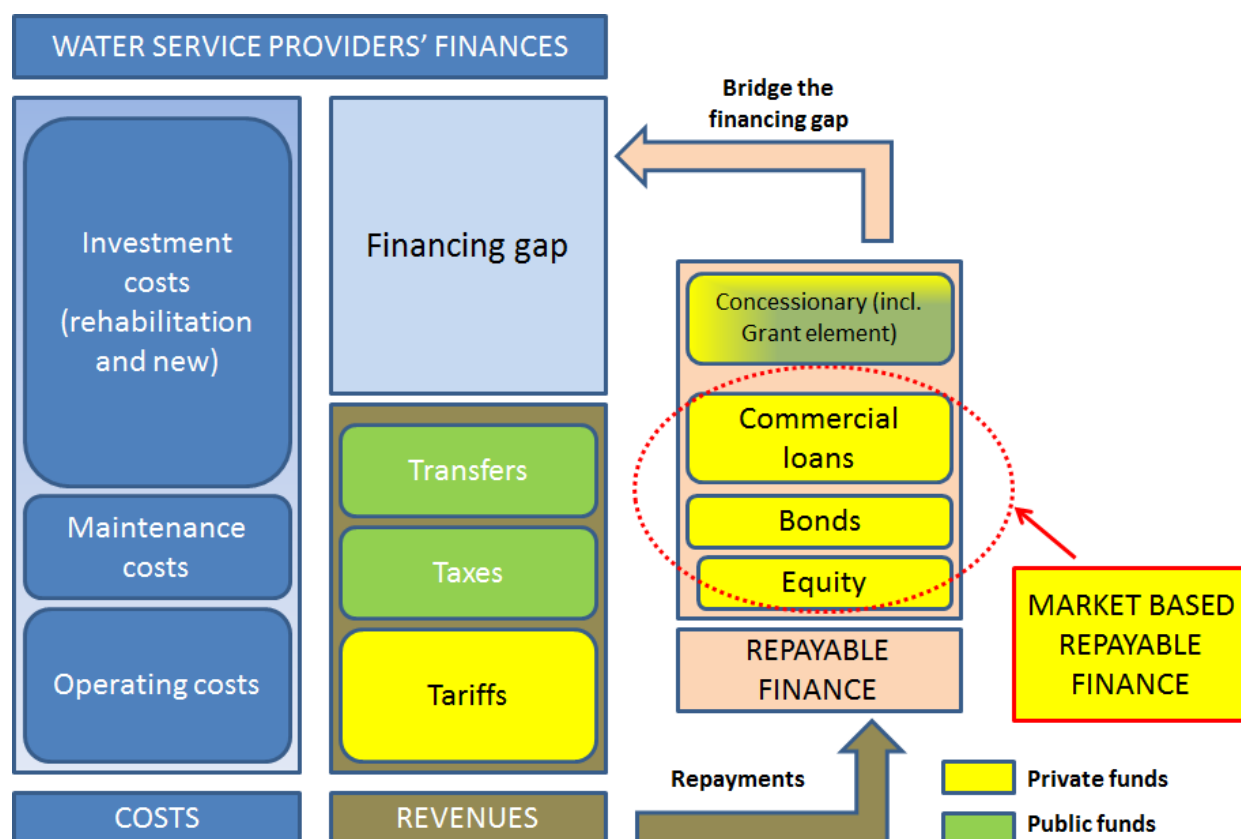 WATER SERVICE PROVIDERS' FINANCES
Investment
costs
(rehabilitation
and new)
Maintenance
costs
Operating costs
COSTS
Financing gap
Transfers
Taxes
Tariffs
REVENUES
Bridge the
financing gap
Concessionary (incl.
Grant element)
Commercial
loans
Bonds
Equity
REPAYABLE
FINANCE
MARKET BASED
REPAYABLE
FINANCE
Repayments
Private funds
Public funds